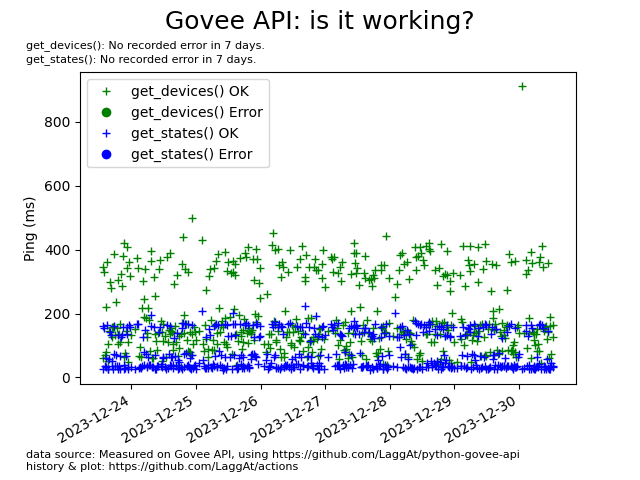 Govee API: is it working?
get_devices(): No recorded error in 7 days.
get_states(): No recorded error in 7 days.
get_devices() OK
get_devices() Error
get_states() OK
get_states() Error
Ping (ms)
800
600
400
200
0
2023-12-24
2023-12-25
2023-12-26
2023-12-27
2023-12-28
2023-12-29
2023-12-30
data source: Measured on Govee API, using https://github.com/LaggAt/python-govee-api
history & plot: https://github.com/LaggAt/actions